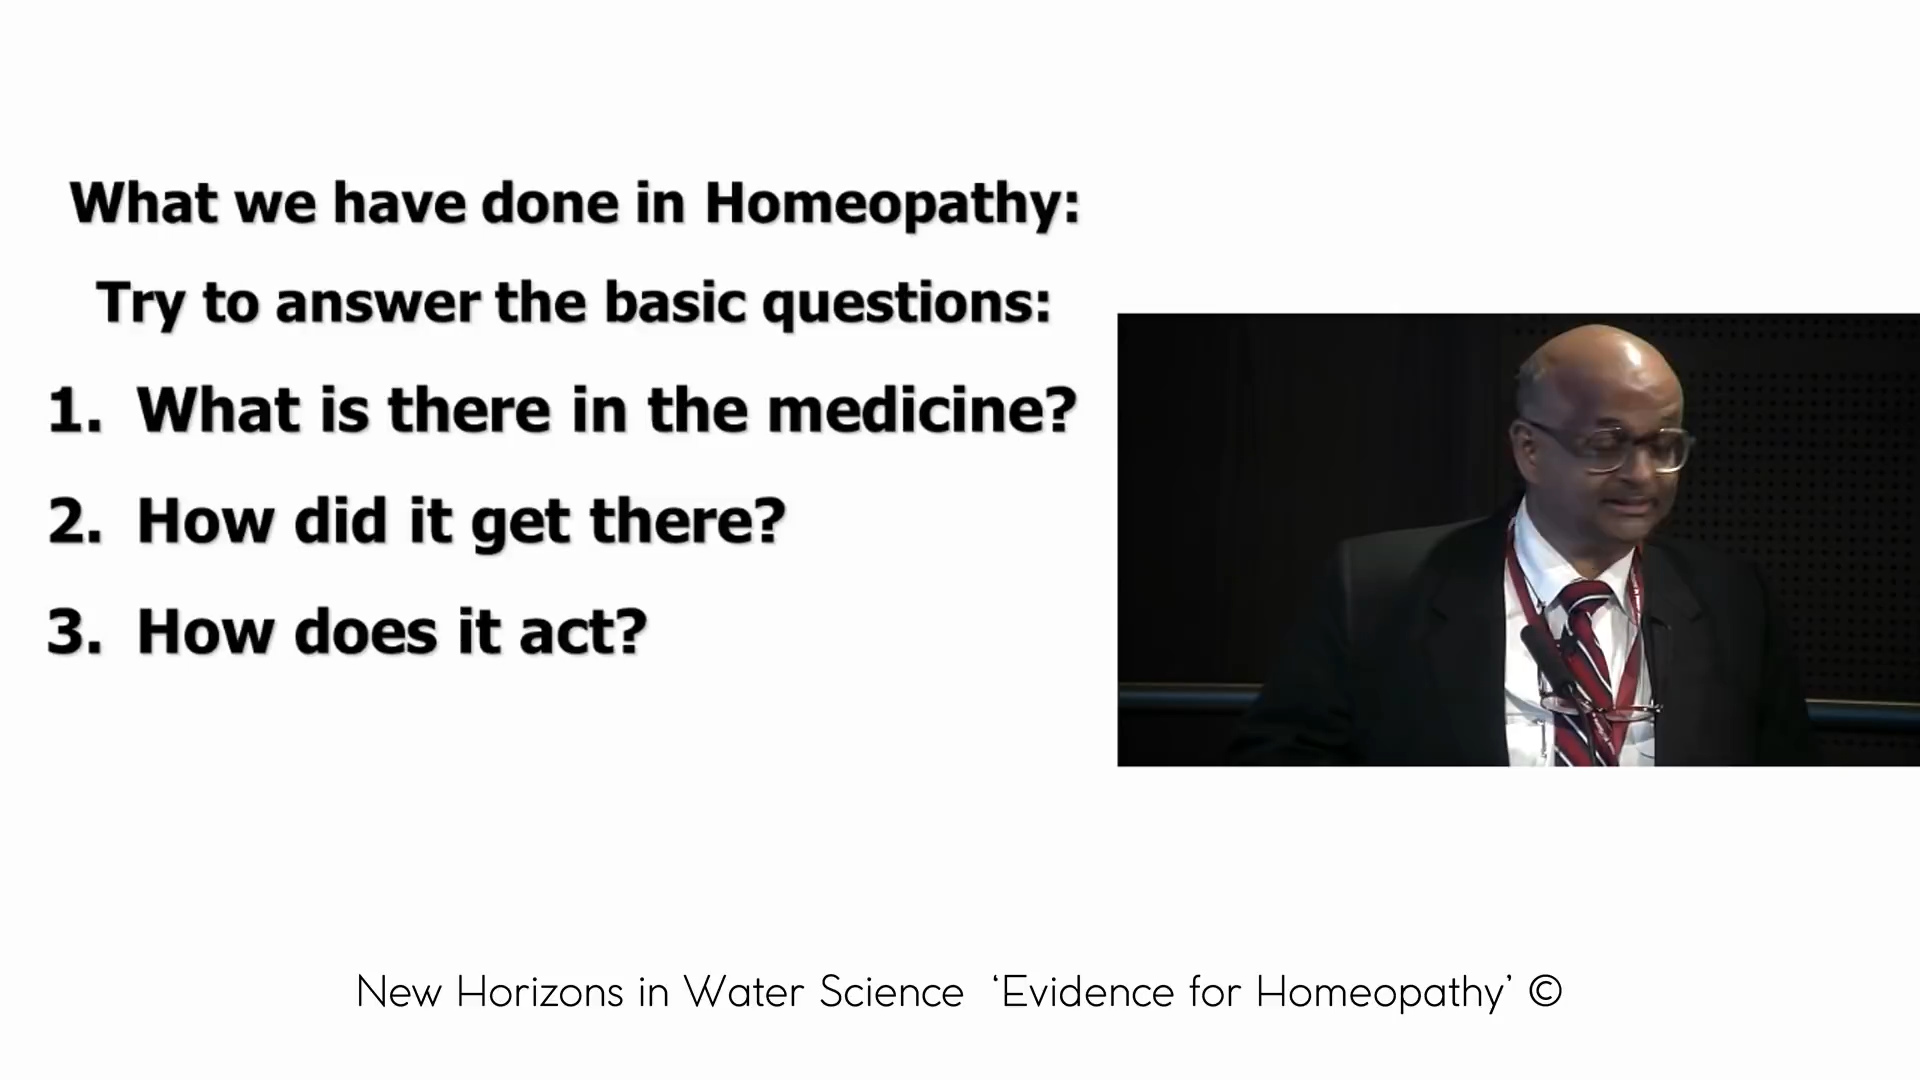 What we have done in Homeopathy:
Try to answer the basic questions:
1. What is there in the medicine?
2. How did it get there?
3. How does it act?
New Horizons in Water Science ‘Evidence for Homeopathy’ ©